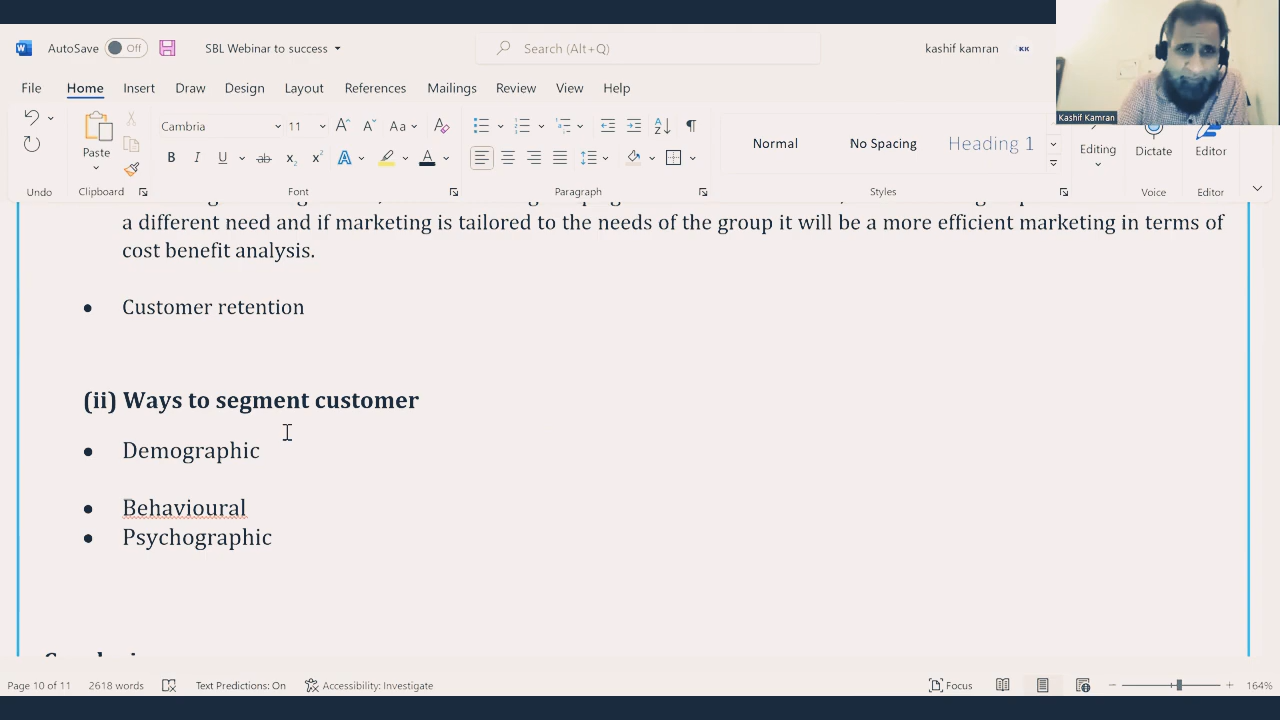 AutoSave Off SBL Webinar to success Search (Alt+Q) kashif kamran KK
File Home Insert Draw Design Layout References Mailings Review View Help
Kashif Kamran
Cambria 11 Aa
Paste
Normal No Spacing Heading 1
Editing Dictate Editor
Undo Clipboard Font Paragraph Styles Voice Editor
a different need and if marketing is tailored to the needs of the group it will be a more efficient marketing in terms of
cost benefit analysis.
• Customer retention
(ii) Ways to segment customer
• Demographic
• Behavioural
• Psychographic
Page 10 of 11 2618 words Text Predictions: On Accessibility: Investigate Focus 164%